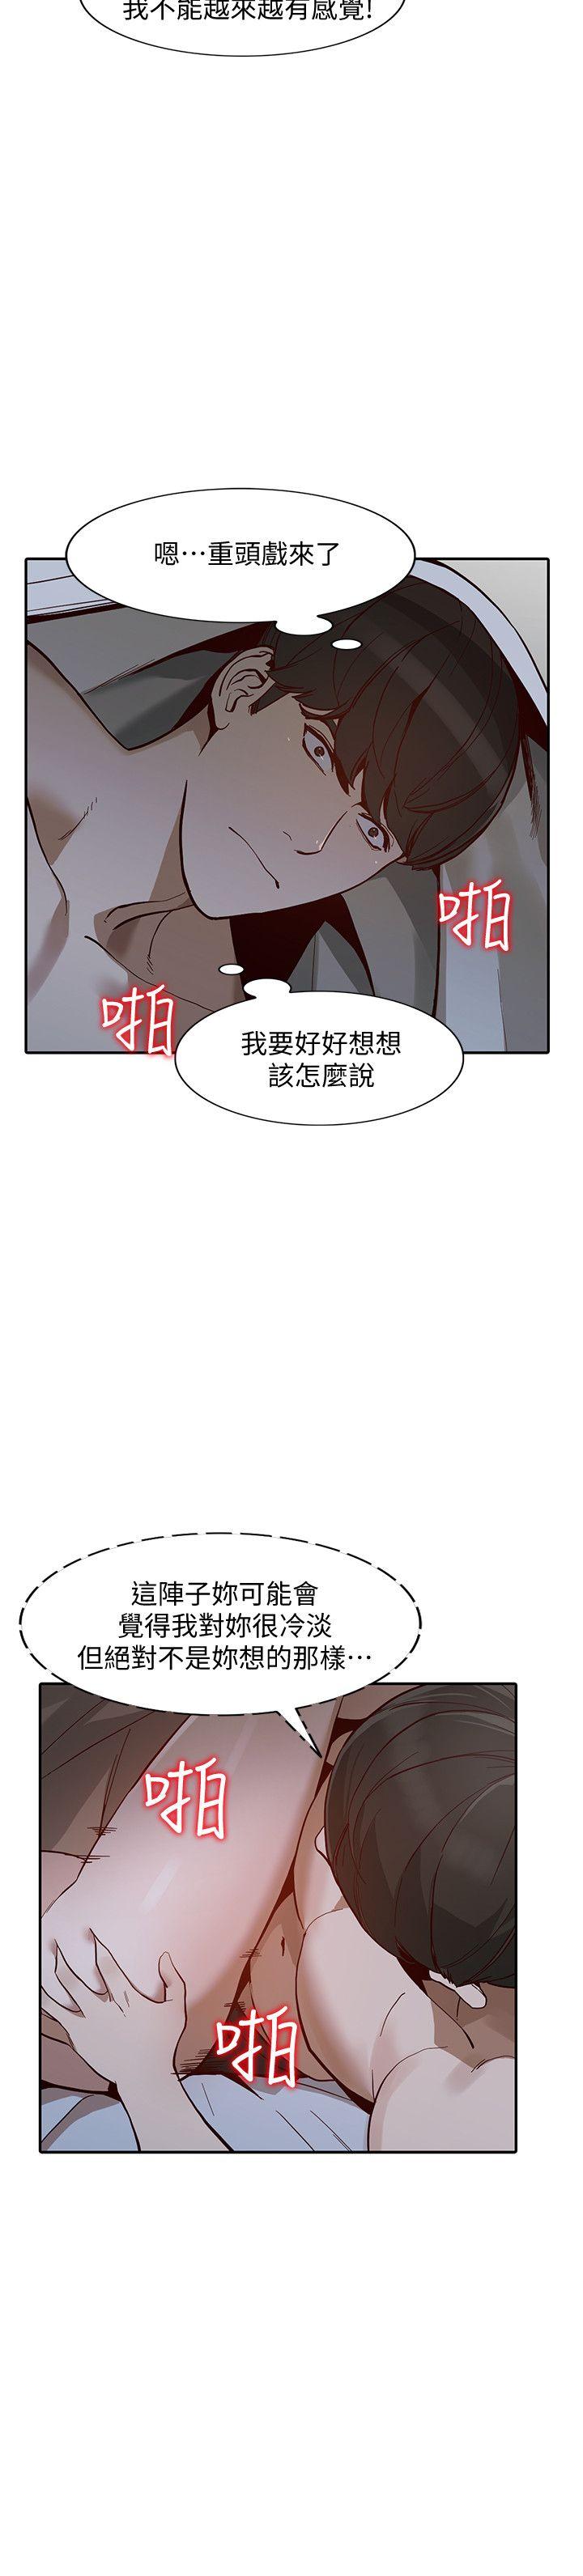 我不能越來越有感覺!
嗯…重頭戲來了
啪
啪
我要好好想想
該怎麼說
這陣子妳可能會
覺得我對妳很冷淡
但絕對不是妳想的那樣…
啪
啪